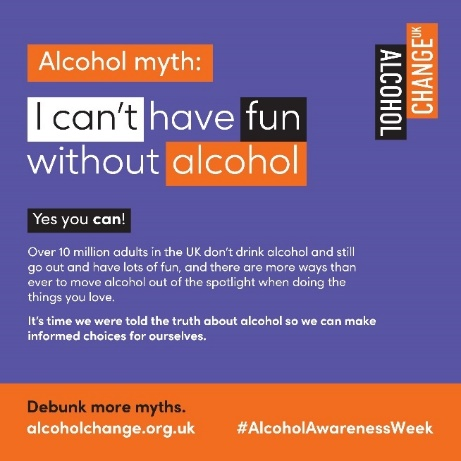 Alcohol myth:
ALCOHOL
CHANGE UK
I can't have fun
without alcohol
Yes you can!
Over 10 million adults in the UK don't drink alcohol and still
go out and have lots of fun, and there are more ways than
ever to move alcohol out of the spotlight when doing the
things you love.
It's time we were told the truth about alcohol so we can make
informed choices for ourselves.
Debunk more myths.
alcoholchange.org.uk #AlcoholAwarenessWeek